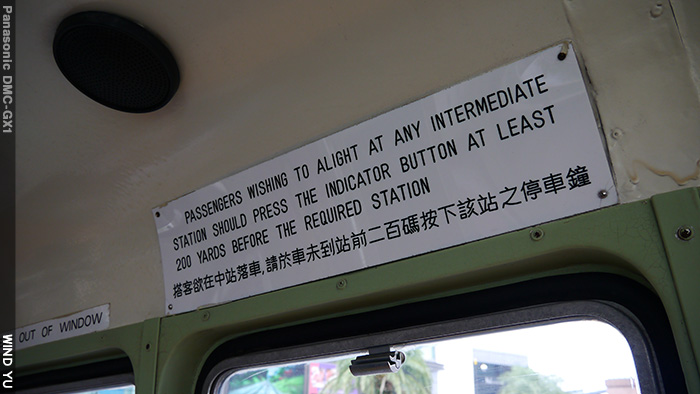 Panasonic DMC-GX1
PASSENGERS WISHING TO ALIGHT AT ANY INTERMEDIATE
STATION SHOULD PRESS THE INDICATOR BUTTON AT LEAST
200 YARDS BEFORE THE REQUIRED STATION
搭客欲在中站落車,請於車未到站前二百碼按下該站之停車鐘
OUT OF WINDOW
WIND YU